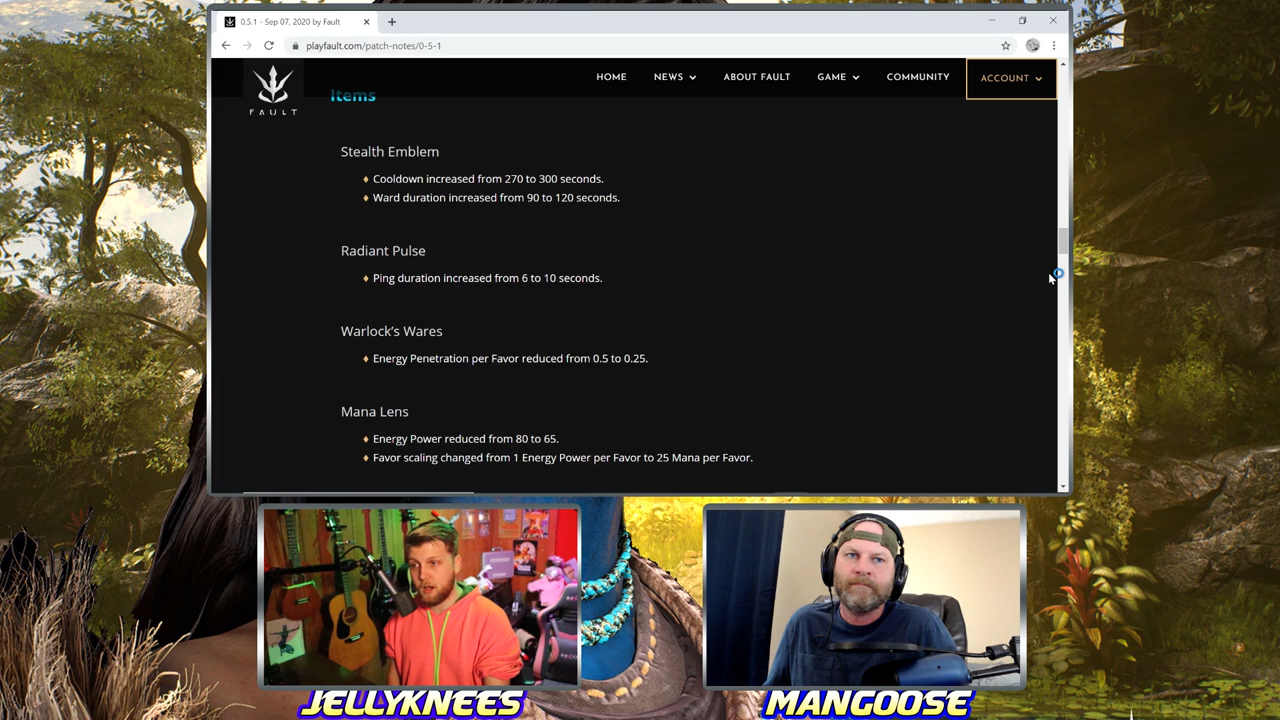 0.5.1 - Sep 07, 2020 by Fault
playfault.com/patch-notes/0-5-1
FAULT
HOME NEWS ABOUT FAULT GAME COMMUNITY ACCOUNT
Items
Stealth Emblem
Cooldown increased from 270 to 300 seconds.
Ward duration increased from 90 to 120 seconds.
Radiant Pulse
Ping duration increased from 6 to 10 seconds.
Warlock’s Wares
Energy Penetration per Favor reduced from 0.5 to 0.25.
Mana Lens
Energy Power reduced from 80 to 65.
Favor scaling changed from 1 Energy Power per Favor to 25 Mana per Favor.
JELLYKNEES
MANGOOSE